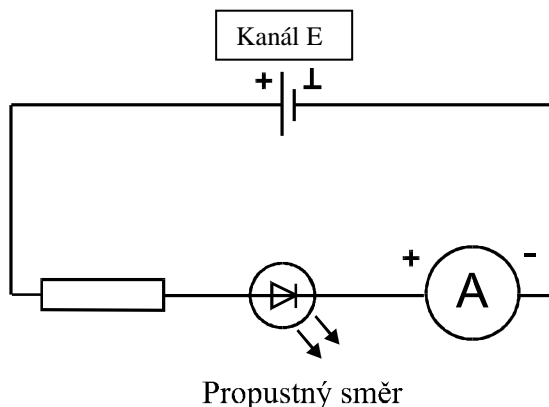 Kanál E
+ ⊥
+ -
A
Propustný směr